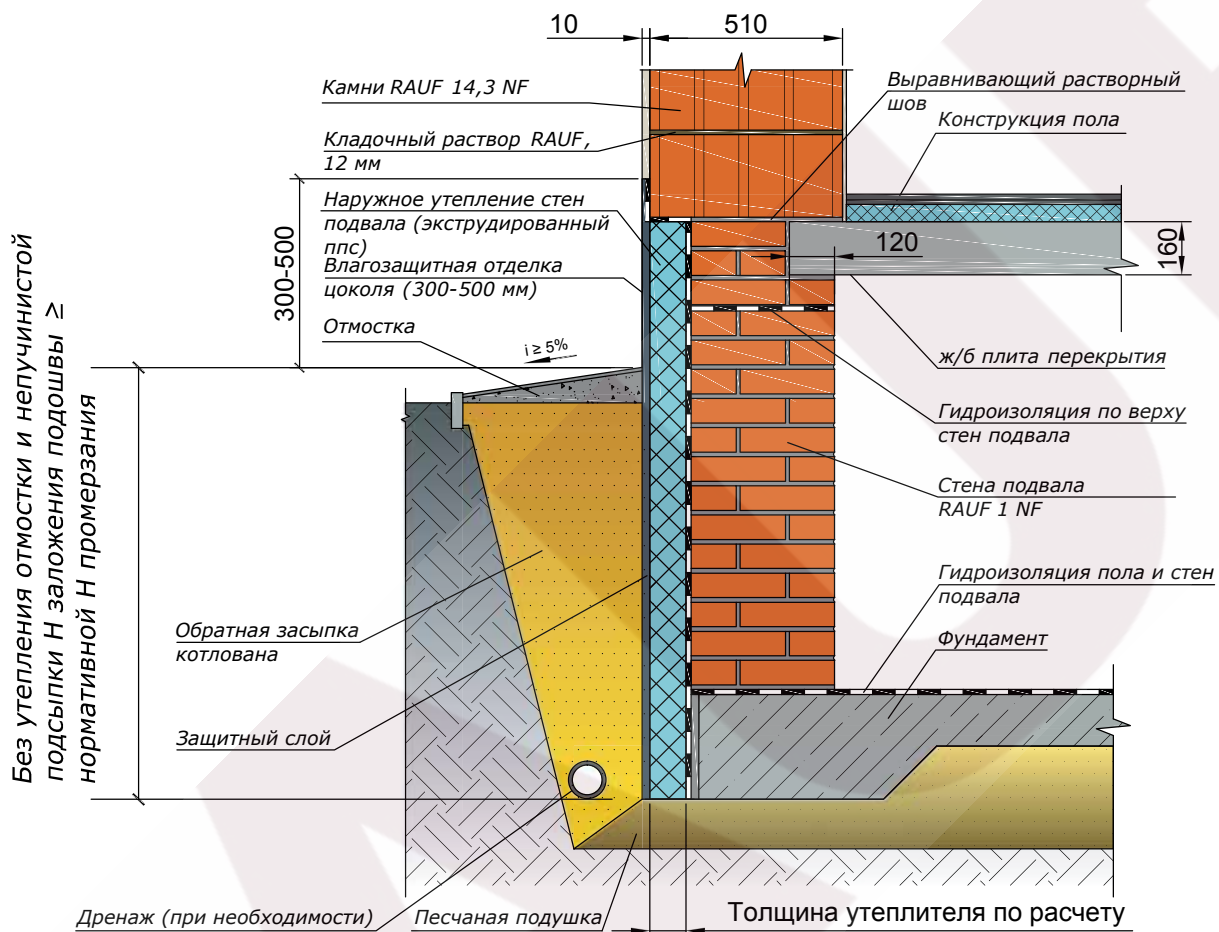 10
510
Камни RAUF 14,3 NF
Кладочный раствор RAUF,
12 мм
Наружное утепление стен
подвала (экструдированный
ппс)
Влагозащитная отделка
цоколя (300-500 мм)
Отмостка
i ≥ 5%
300-500
Без утепления отмостки и непучинистой
подсыпки Н заложения подошвы ≥
нормативной Н промерзания
Обратная засыпка
котлована
Защитный слой
Дренаж (при необходимости)
Песчаная подушка
Толщина утеплителя по расчету
Выравнивающий растворный
шов
Конструкция пола
120
160
ж/б плита перекрытия
Гидроизоляция по верху
стен подвала
Стена подвала
RAUF 1 NF
Гидроизоляция пола и стен
подвала
Фундамент